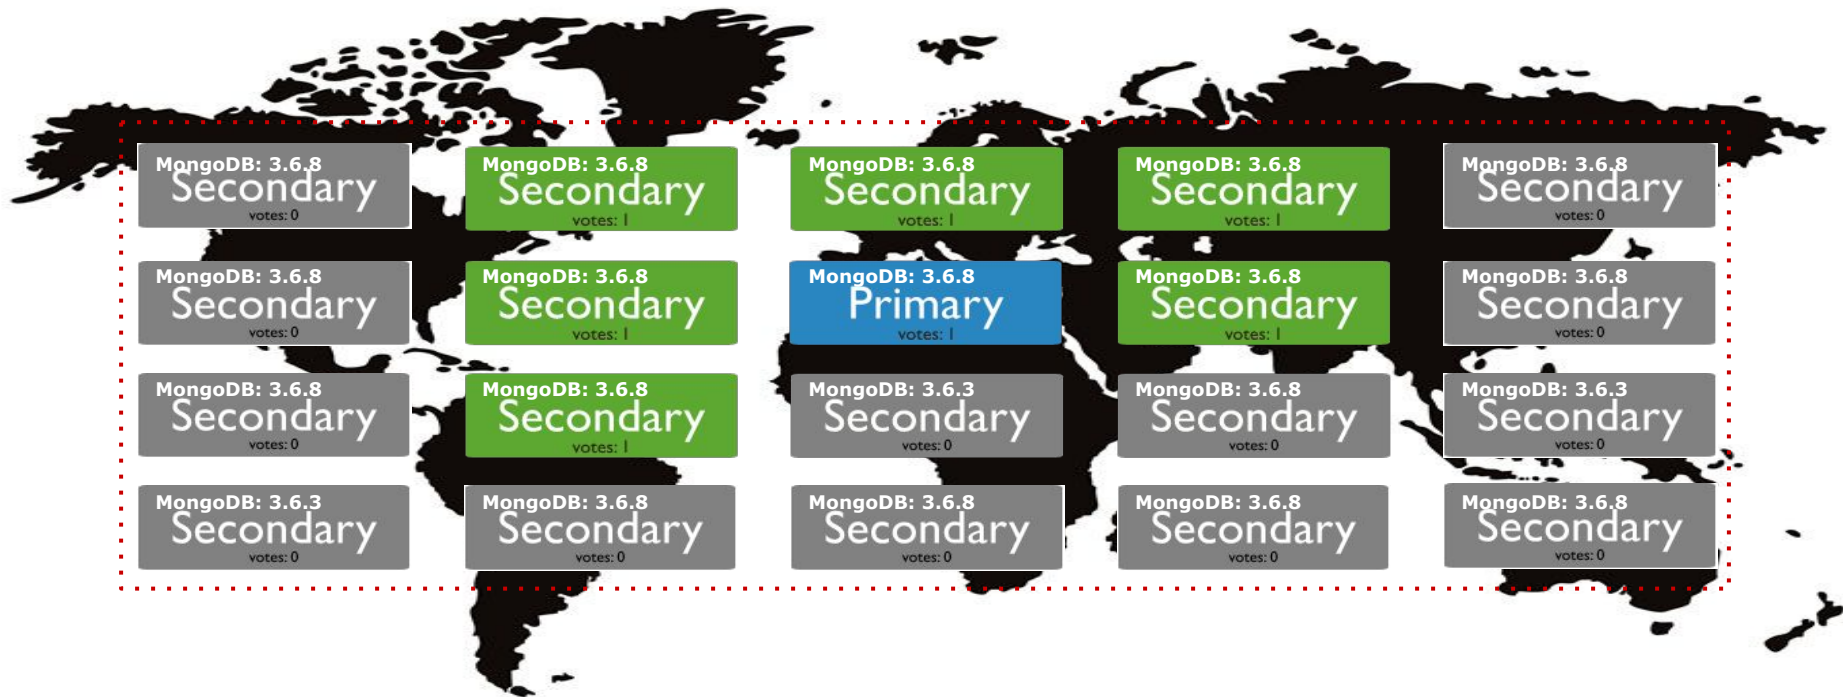 MongoDB: 3.6.8
Secondary
votes: 0
MongoDB: 3.6.8
Secondary
votes: 1
MongoDB: 3.6.8
Secondary
votes: 1
MongoDB: 3.6.8
Secondary
votes: 1
MongoDB: 3.6.8
Secondary
votes: 0
MongoDB: 3.6.8
Secondary
votes: 0
MongoDB: 3.6.8
Secondary
votes: 1
MongoDB: 3.6.8
Primary
votes: 1
MongoDB: 3.6.8
Secondary
votes: 1
MongoDB: 3.6.8
Secondary
votes: 0
MongoDB: 3.6.8
Secondary
votes: 0
MongoDB: 3.6.8
Secondary
votes: 1
MongoDB: 3.6.3
Secondary
votes: 0
MongoDB: 3.6.8
Secondary
votes: 0
MongoDB: 3.6.3
Secondary
votes: 0
MongoDB: 3.6.3
Secondary
votes: 0
MongoDB: 3.6.8
Secondary
votes: 0
MongoDB: 3.6.8
Secondary
votes: 0
MongoDB: 3.6.8
Secondary
votes: 0
MongoDB: 3.6.8
Secondary
votes: 0